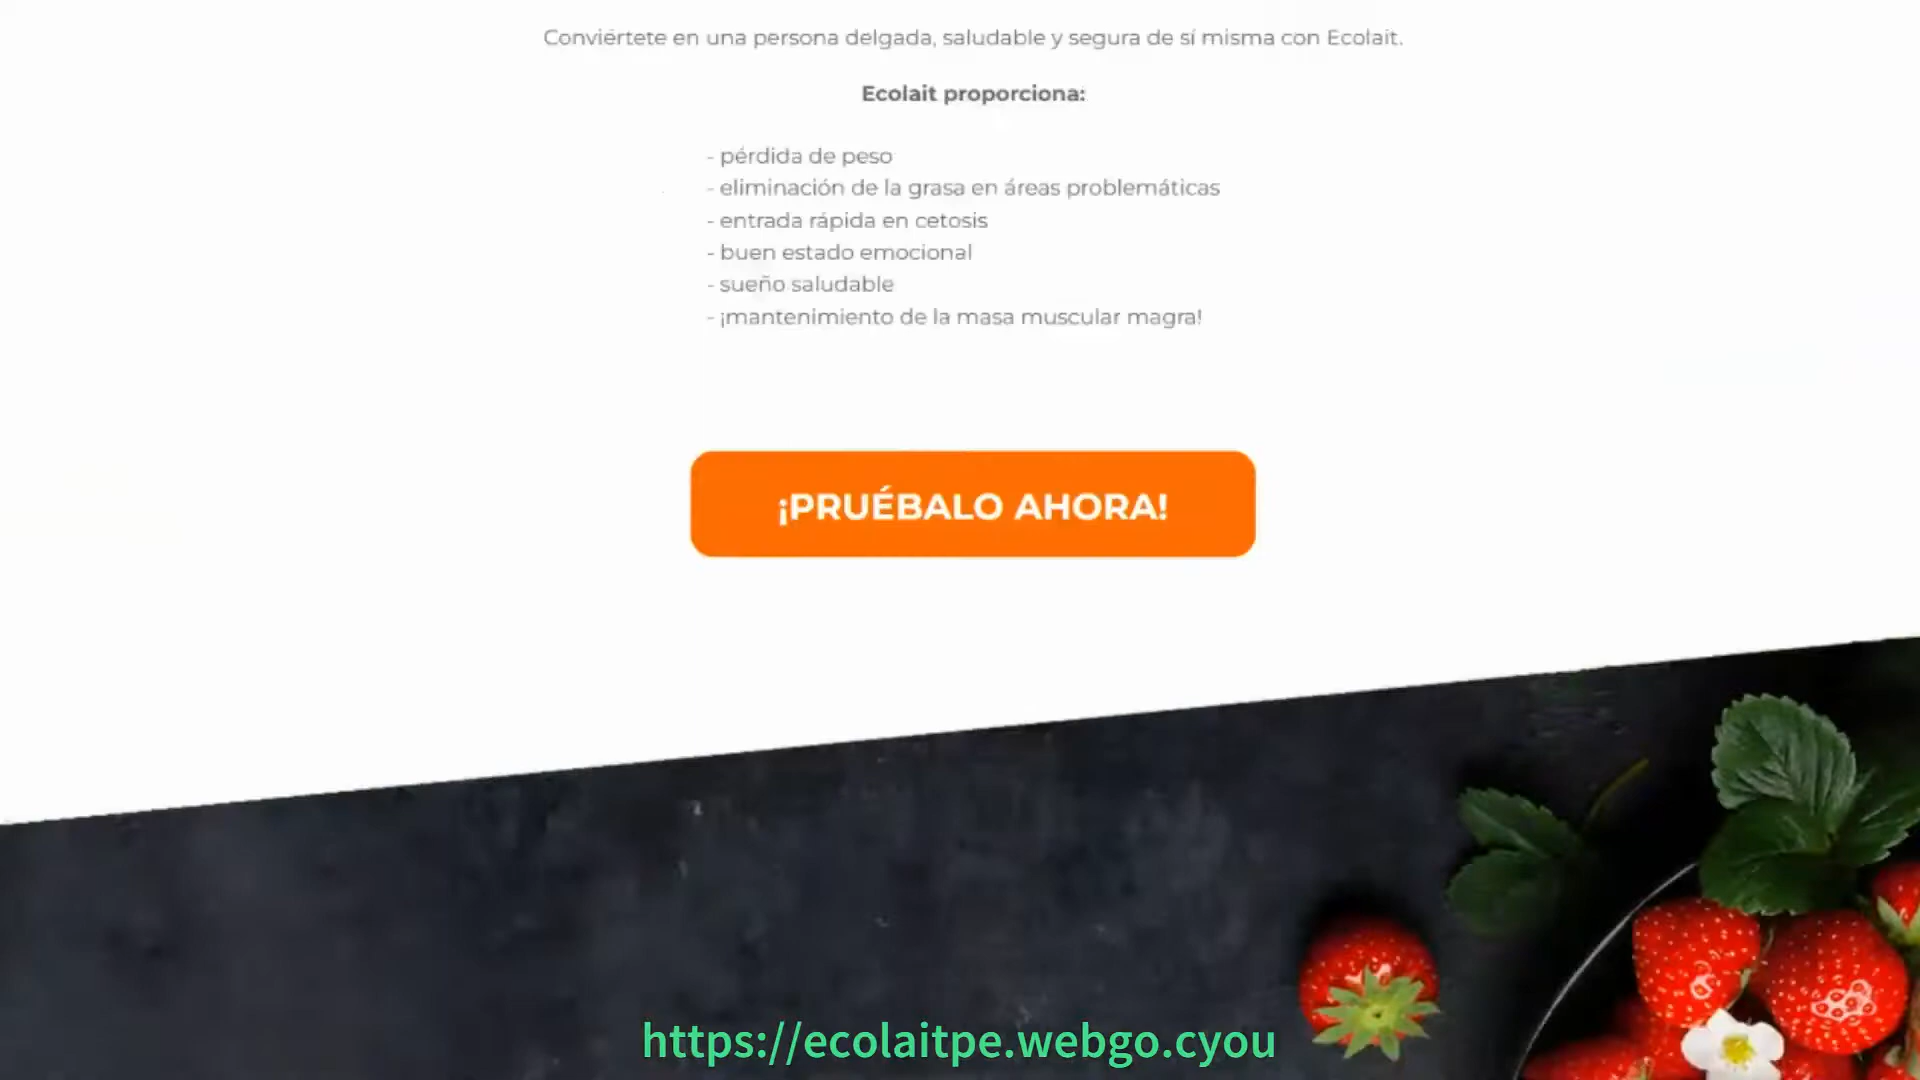 Conviértete en una persona delgada, saludable y segura de sí misma con Ecolait.
Ecolait proporciona:
- pérdida de peso
- eliminación de la grasa en áreas problemáticas
- entrada rápida en cetosis
- buen estado emocional
- sueño saludable
- ¡mantenimiento de la masa muscular magra!
¡PRUÉBALO AHORA!
https://ecolaitpe.webgo.cyou